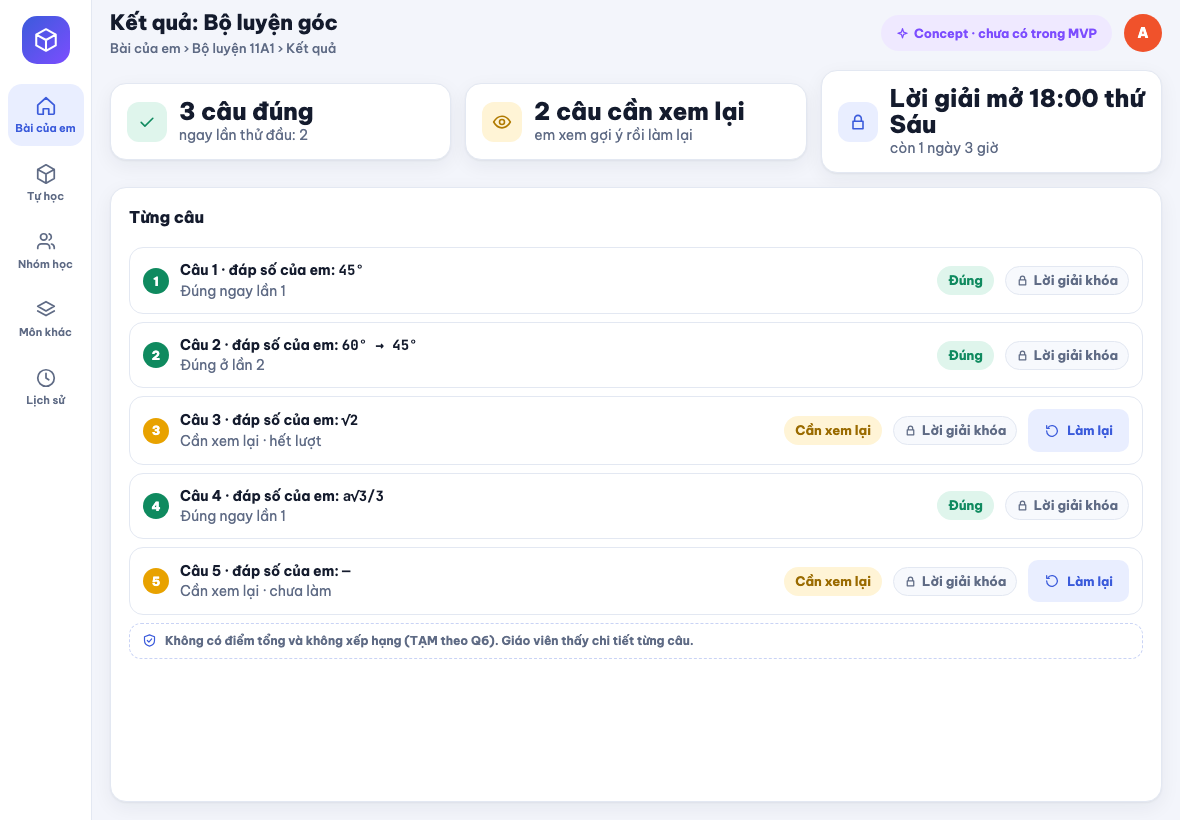 Kết quả: Bộ luyện góc
Bài của em › Bộ luyện 11A1 › Kết quả
Concept · chưa có trong MVP
A
Bài của em
Tự học
Nhóm học
Môn khác
Lịch sử
3 câu đúng
ngay lần thử đầu: 2
2 câu cần xem lại
em xem gợi ý rồi làm lại
Lời giải mở 18:00 thứ
Sáu
còn 1 ngày 3 giờ
Từng câu
1
Câu 1 · đáp số của em: 45°
Đúng ngay lần 1
Đúng
Lời giải khóa
2
Câu 2 · đáp số của em: 60° → 45°
Đúng ở lần 2
Đúng
Lời giải khóa
3
Câu 3 · đáp số của em: √2
Cần xem lại · hết lượt
Cần xem lại
Lời giải khóa
Làm lại
4
Câu 4 · đáp số của em: a√3/3
Đúng ngay lần 1
Đúng
Lời giải khóa
5
Câu 5 · đáp số của em: —
Cần xem lại · chưa làm
Cần xem lại
Lời giải khóa
Làm lại
Không có điểm tổng và không xếp hạng (TẠM theo Q6). Giáo viên thấy chi tiết từng câu.